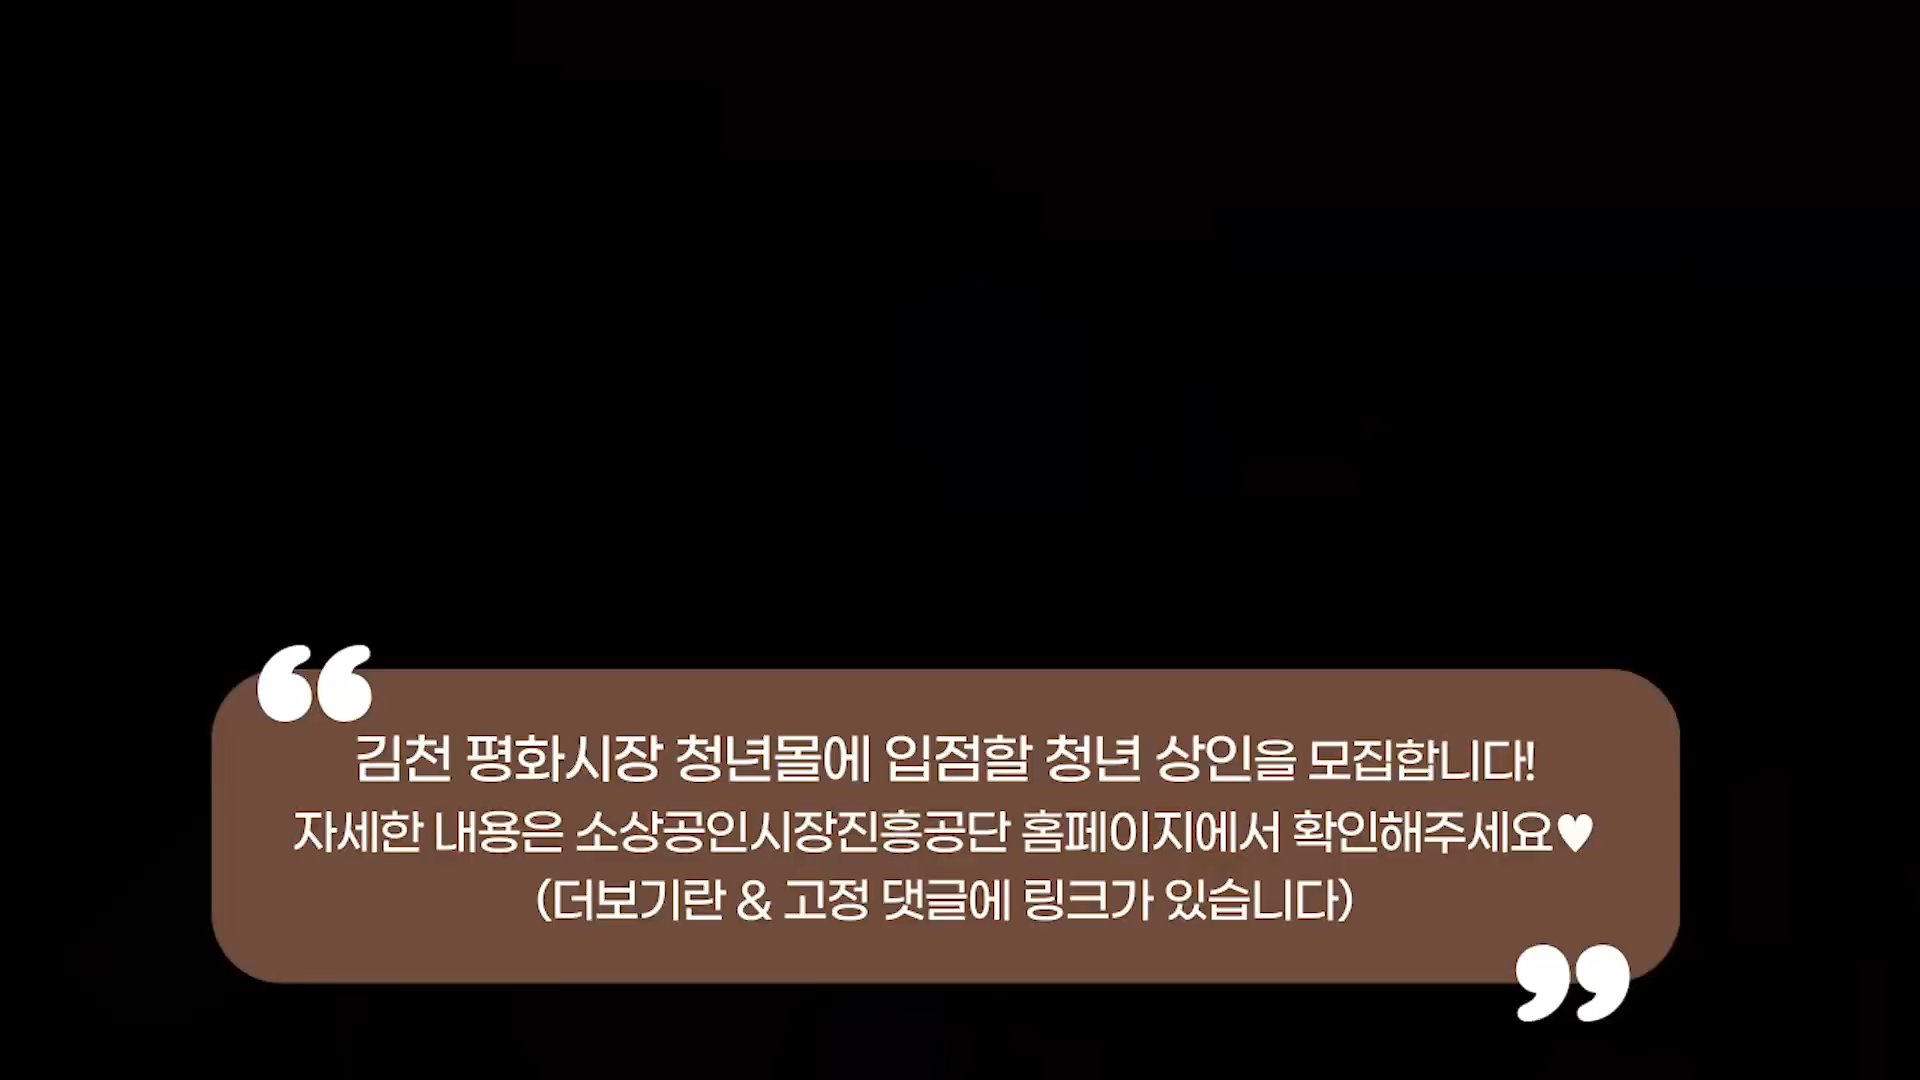 김천 평화시장 청년몰에 입점할 청년 상인을 모집합니다!
자세한 내용은 소상공인시장진흥공단 홈페이지에서 확인해주세요♥
(더보기란 & 고정 댓글에 링크가 있습니다)